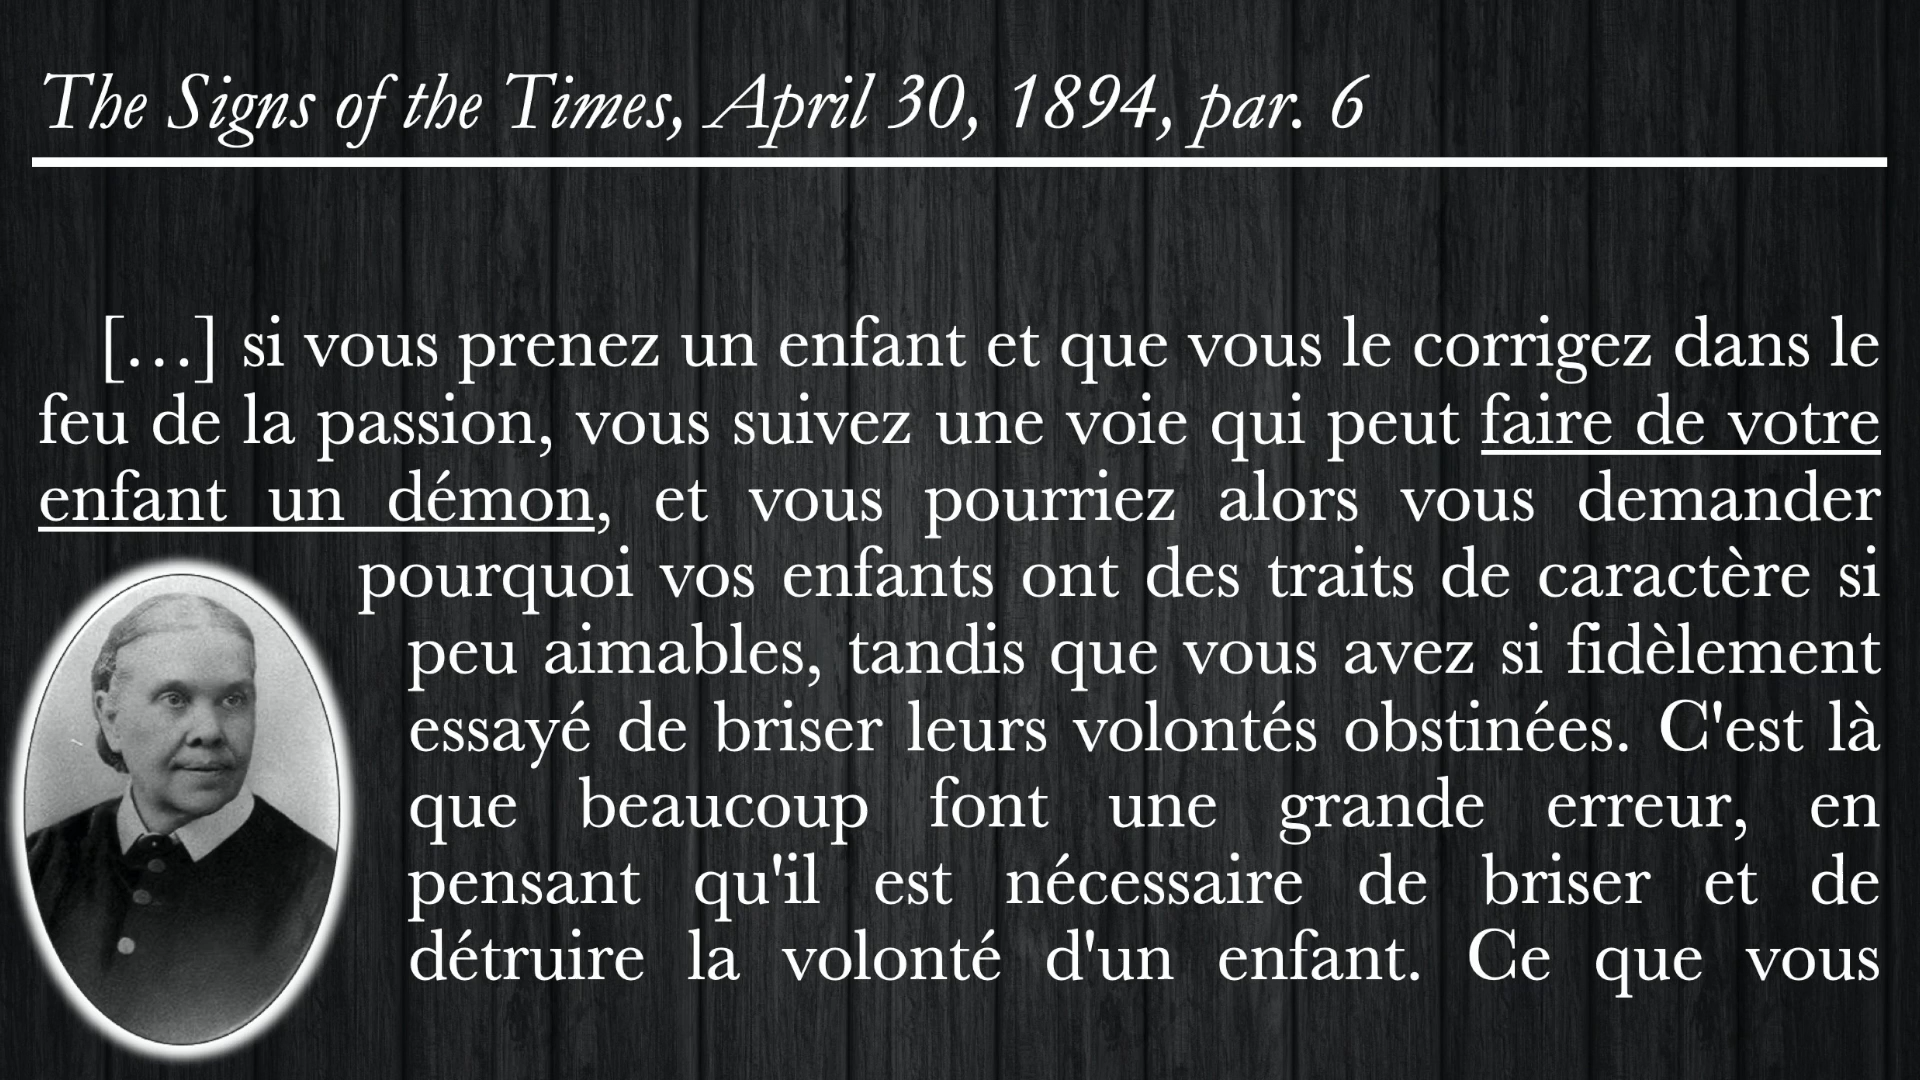 The Signs of the Times, April 30, 1894, par. 6
[…] si vous prenez un enfant et que vous le corrigez dans le
feu de la passion, vous suivez une voie qui peut faire de votre
enfant un démon, et vous pourriez alors vous demander
pourquoi vos enfants ont des traits de caractère si
peu aimables, tandis que vous avez si fidèlement
essayé de briser leurs volontés obstinées. C'est là
que beaucoup font une grande erreur, en
pensant qu'il est nécessaire de briser et de
détruire la volonté d'un enfant. Ce que vous